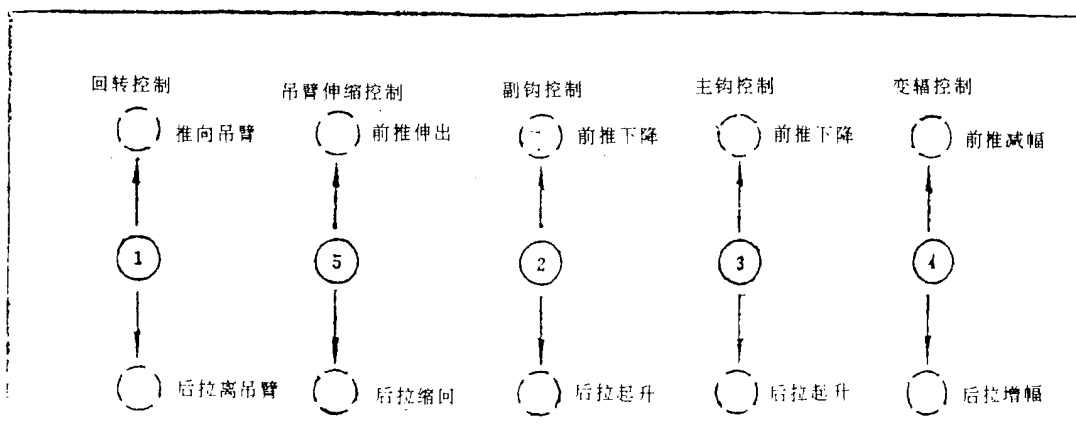 回转控制
吊臂伸缩控制
副钩控制
主钩控制
变辐控制
推向吊臂
前推伸出
前推下降
前推下降
前推减幅
1
5
2
3
4
后拉离吊臂
后拉缩回
后拉起升
后拉起升
后拉增幅